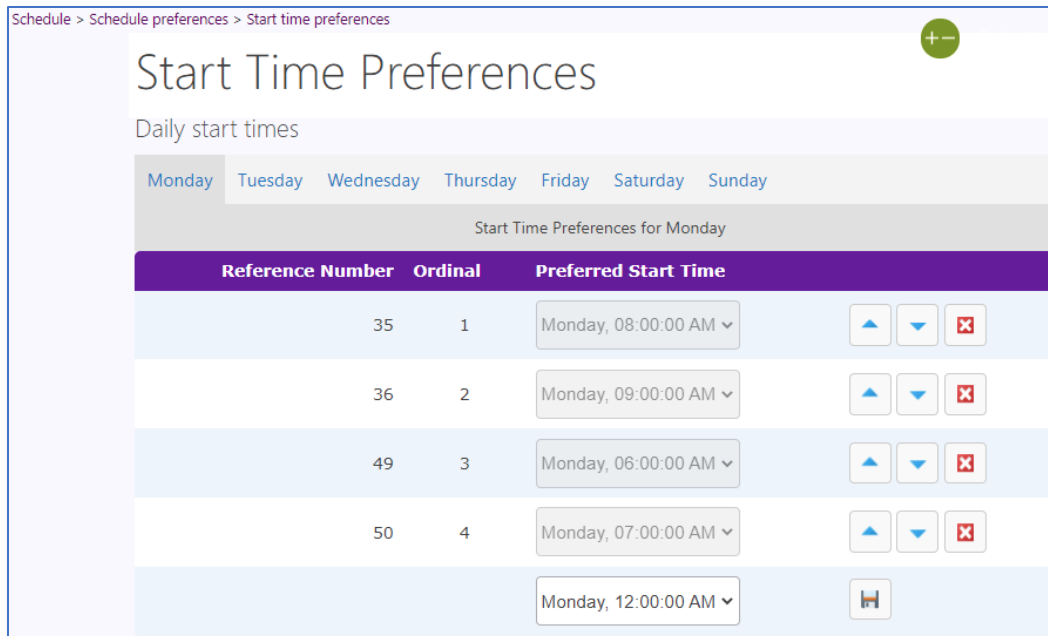 Schedule > Schedule preferences > Start time preferences
Start Time Preferences
Daily start times
Monday Tuesday Wednesday Thursday Friday Saturday Sunday
Start Time Preferences for Monday
Reference Number Ordinal Preferred Start Time
35 1 Monday, 08:00:00 AM
36 2 Monday, 09:00:00 AM
49 3 Monday, 06:00:00 AM
50 4 Monday, 07:00:00 AM
Monday, 12:00:00 AM